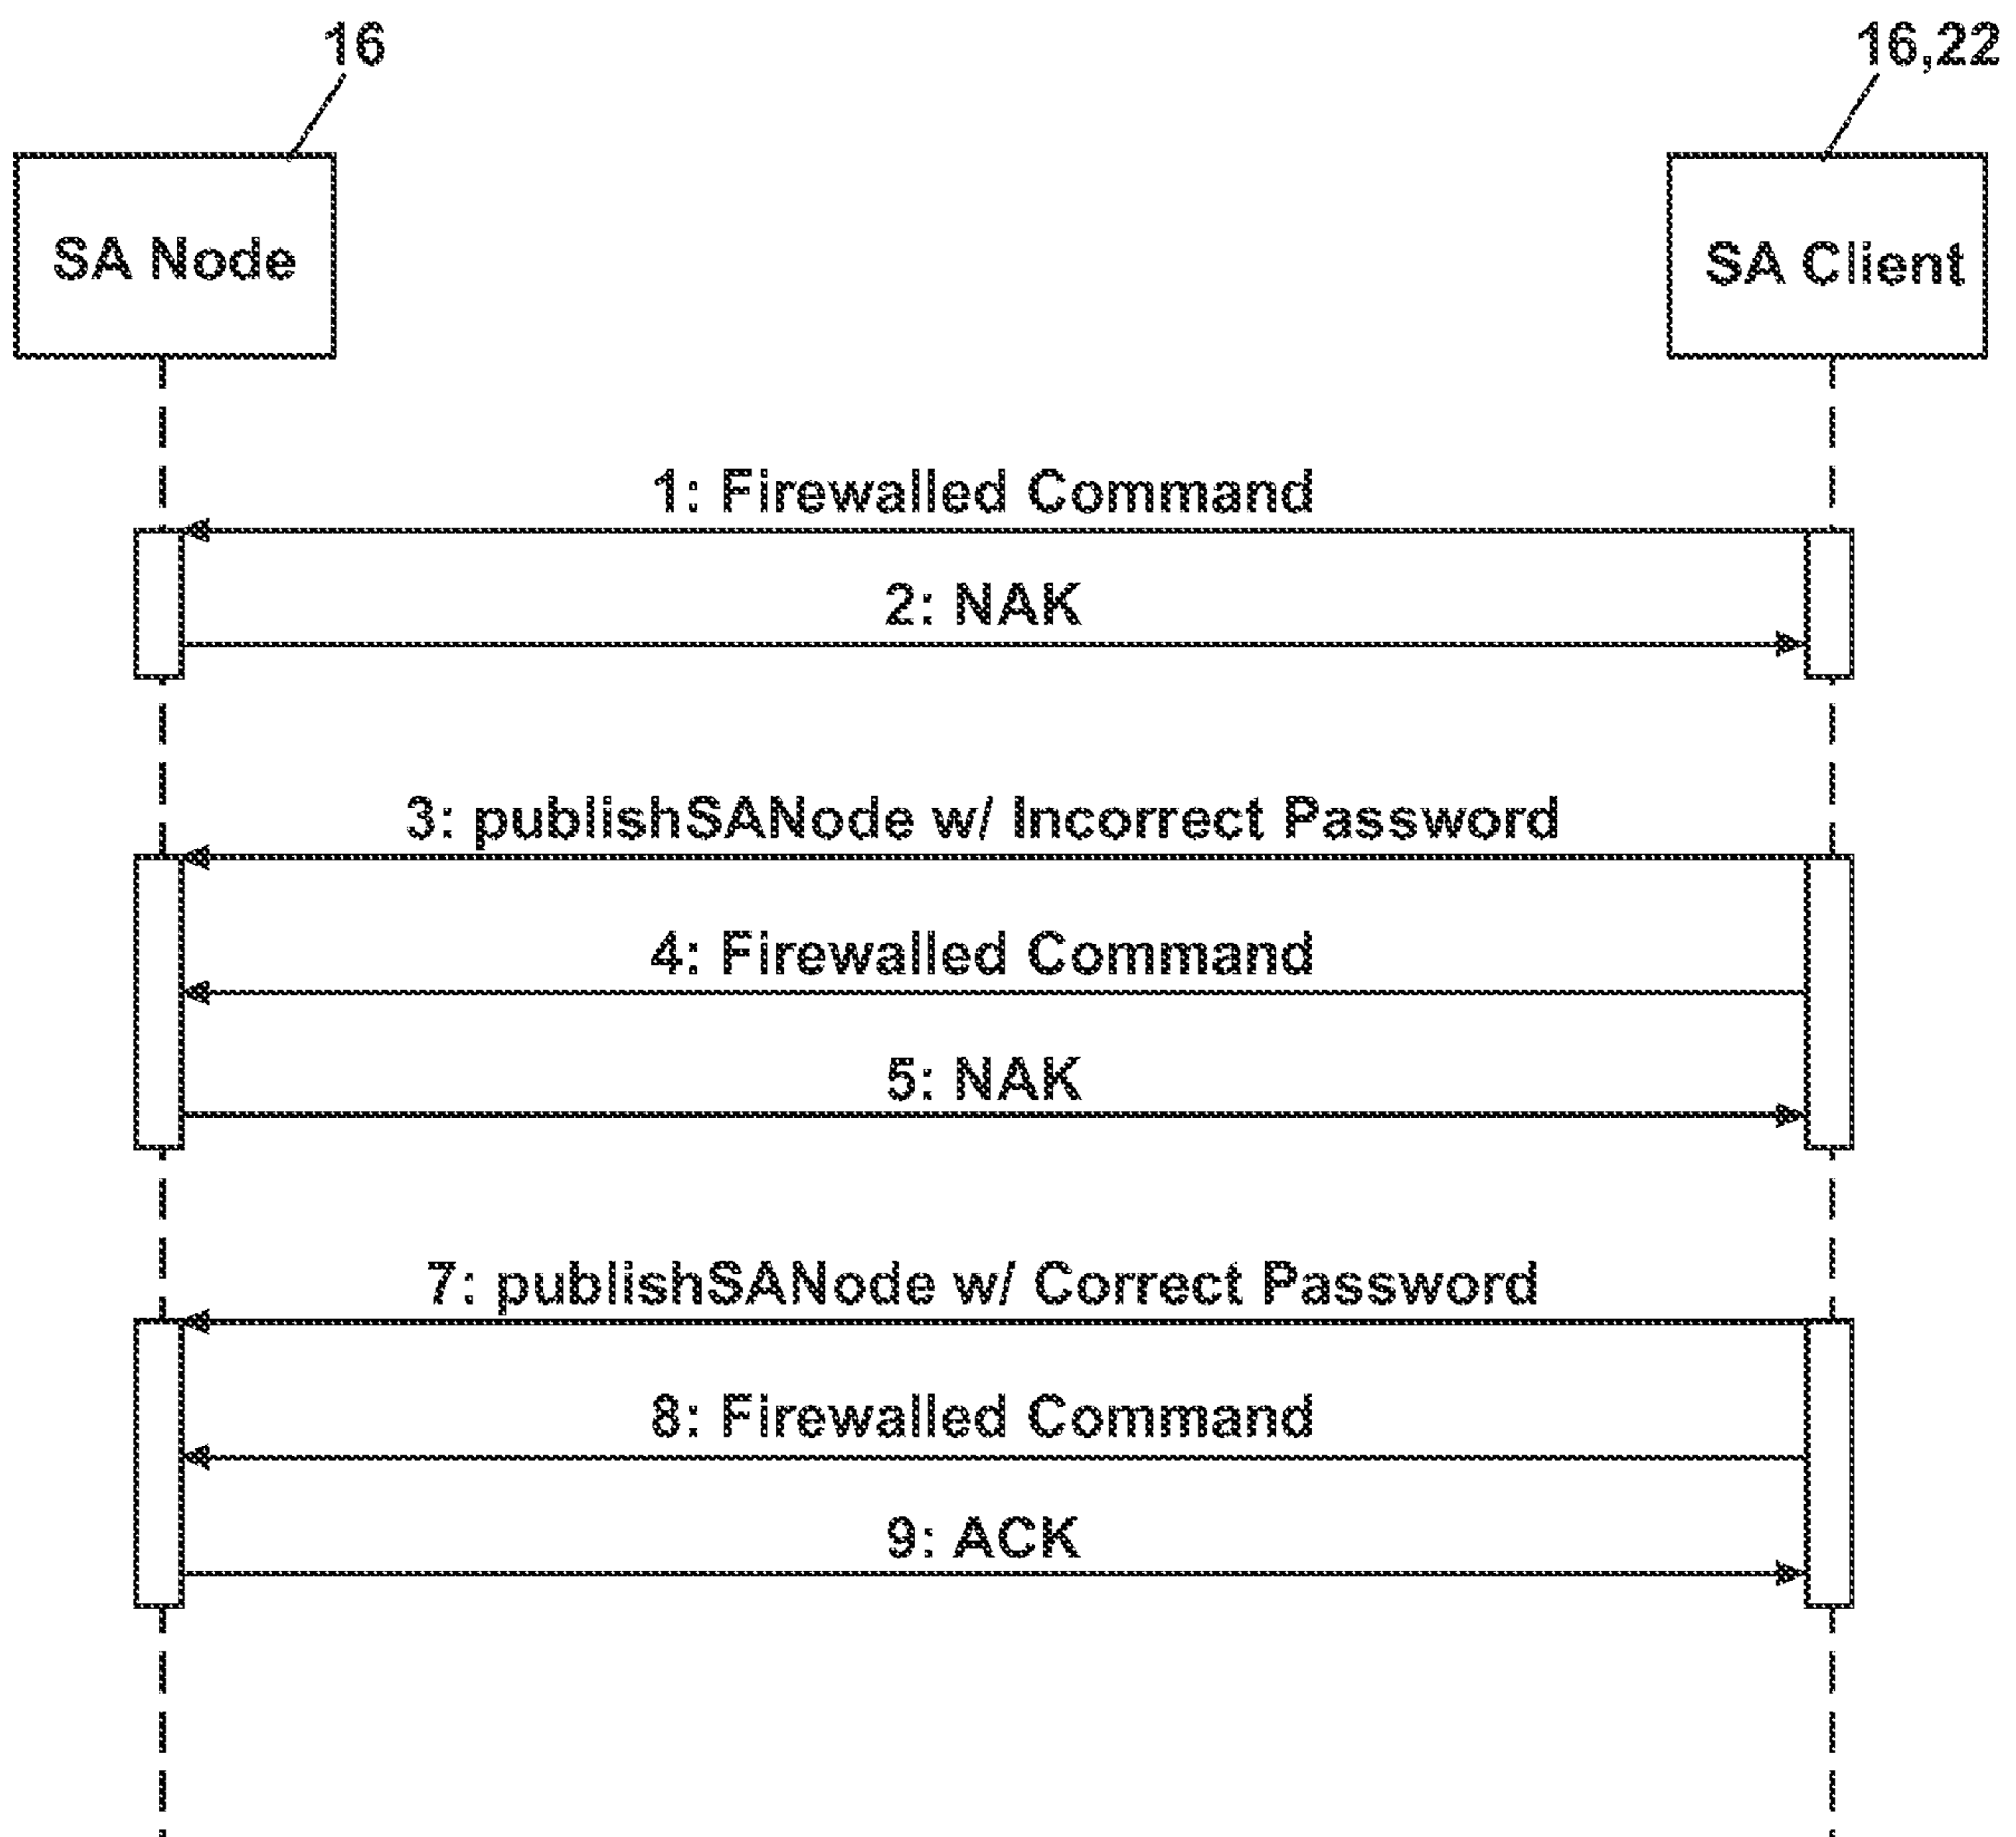 16
16,22
SA Node
SA Client
1: Firewalled Command
2: NAK
3: publishSANode w/ Incorrect Password
4: Firewalled Command
5: NAK
7: publishSANode w/ Correct Password
8: Firewalled Command
9: ACK